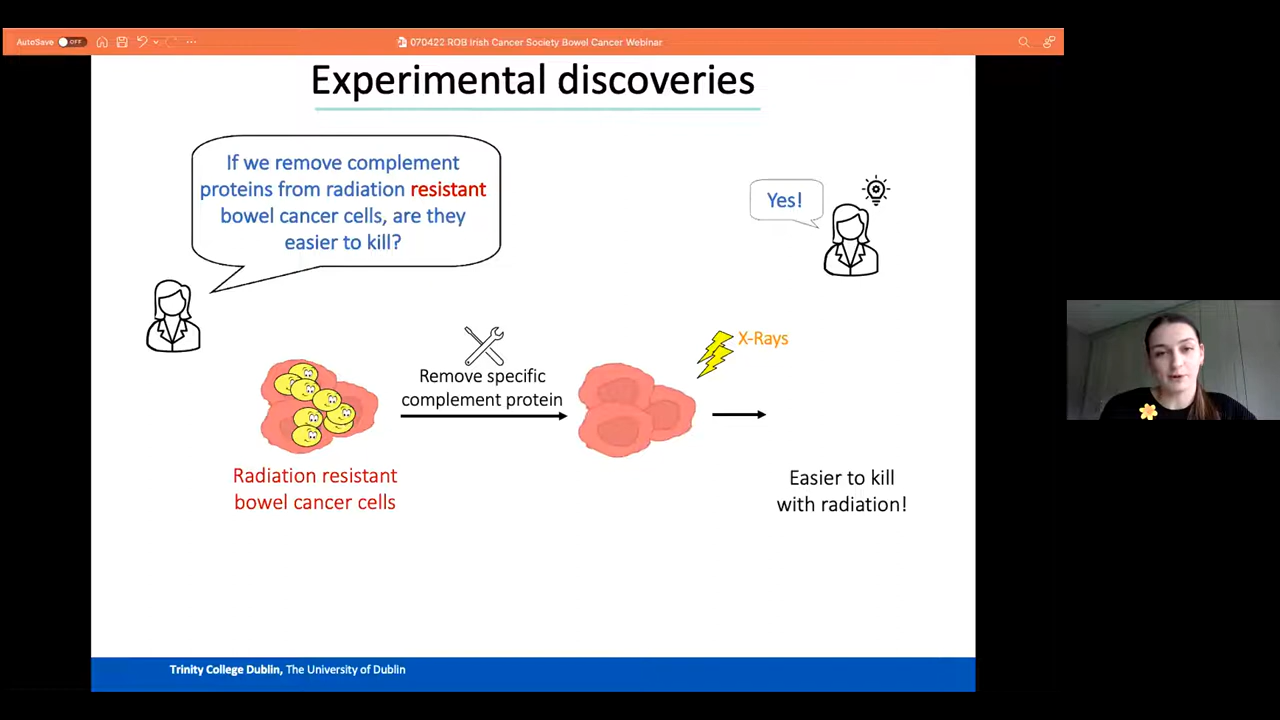 AutoSave OFF
070422 ROB Irish Cancer Society Bowel Cancer Webinar
Experimental discoveries
If we remove complement
proteins from radiation resistant
bowel cancer cells, are they
easier to kill?
Yes!
X-Rays
Remove specific
complement protein
Radiation resistant
bowel cancer cells
Easier to kill
with radiation!
Trinity College Dublin, The University of Dublin